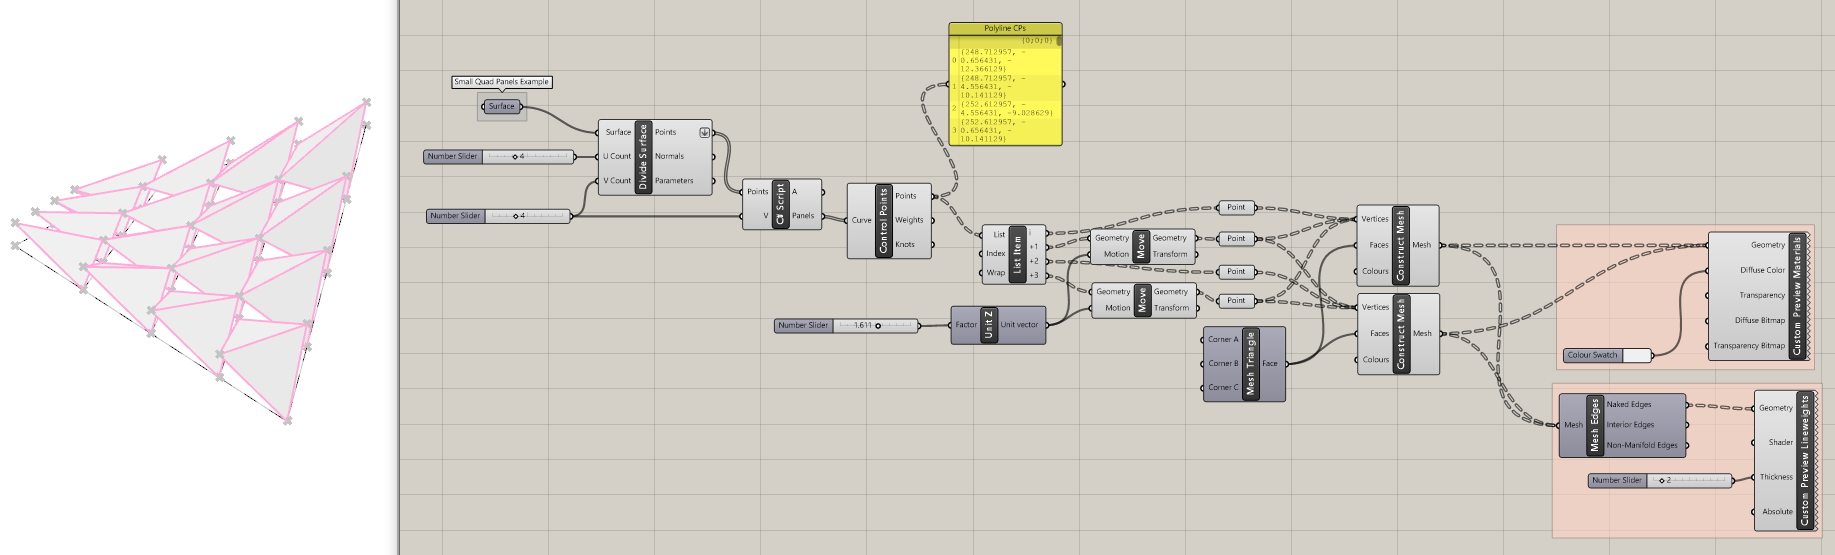 Polyline CPs
{0;0;0}
0 {248.712957, -
0.656431, -
12.366129}
1 {248.712957, -
4.556431, -
10.141129}
2 {252.612957, -
4.556431, -9.028629}
3 {252.612957, -
0.656431, -
10.141129}
Small Quad Panels Example
Surface
Number Slider 4
Number Slider 4
Divide Surface
Surface
U Count
V Count
Points
Normals
Parameters
C# Script
Points
V
A
Panels
Control Points
Curve
Points
Weights
Knots
List Item
List
Index
Wrap
i
+1
+2
+3
Move
Geometry
Motion
Geometry
Transform
Move
Geometry
Motion
Geometry
Transform
Number Slider 1.611
Unit Z
Factor
Unit vector
Point
Point
Point
Point
Mesh Triangle
Corner A
Corner B
Corner C
Face
Construct Mesh
Vertices
Faces
Colours
Mesh
Construct Mesh
Vertices
Faces
Colours
Mesh
Custom Preview Materials
Geometry
Diffuse Color
Transparency
Diffuse Bitmap
Transparency Bitmap
Colour Swatch
Mesh Edges
Mesh
Naked Edges
Interior Edges
Non-Manifold Edges
Number Slider 2
Custom Preview Lineweights
Geometry
Shader
Thickness
Absolute